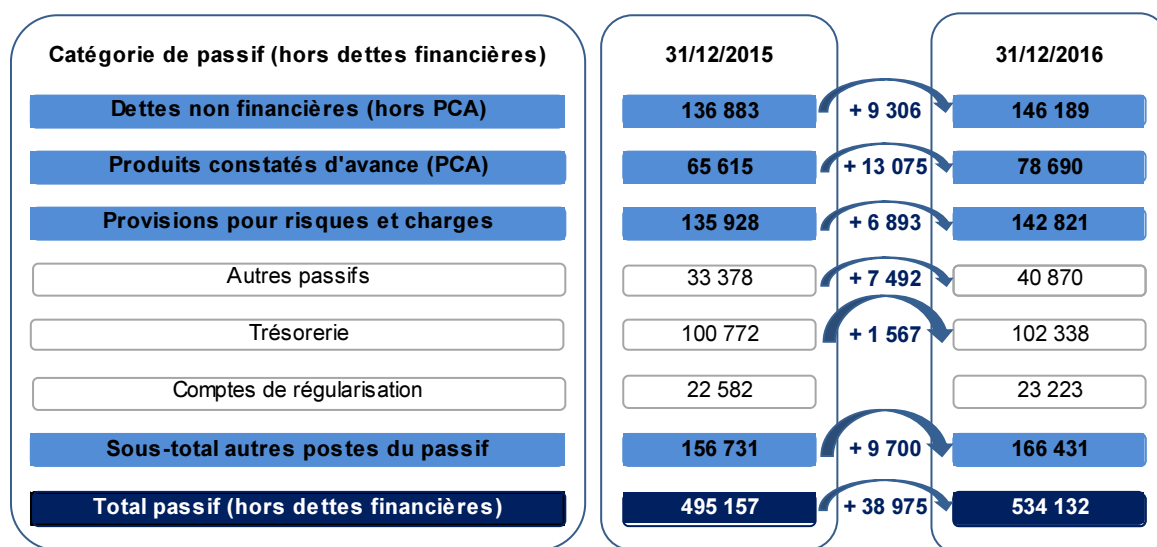 Catégorie de passif (hors dettes financières) 31/12/2015 31/12/2016
Dettes non financières (hors PCA) 136 883 + 9 306 146 189
Produits constatés d'avance (PCA) 65 615 + 13 075 78 690
Provisions pour risques et charges 135 928 + 6 893 142 821
Autres passifs 33 378 + 7 492 40 870
Trésorerie 100 772 + 1 567 102 338
Comptes de régularisation 22 582 23 223
Sous-total autres postes du passif 156 731 + 9 700 166 431
Total passif (hors dettes financières) 495 157 + 38 975 534 132